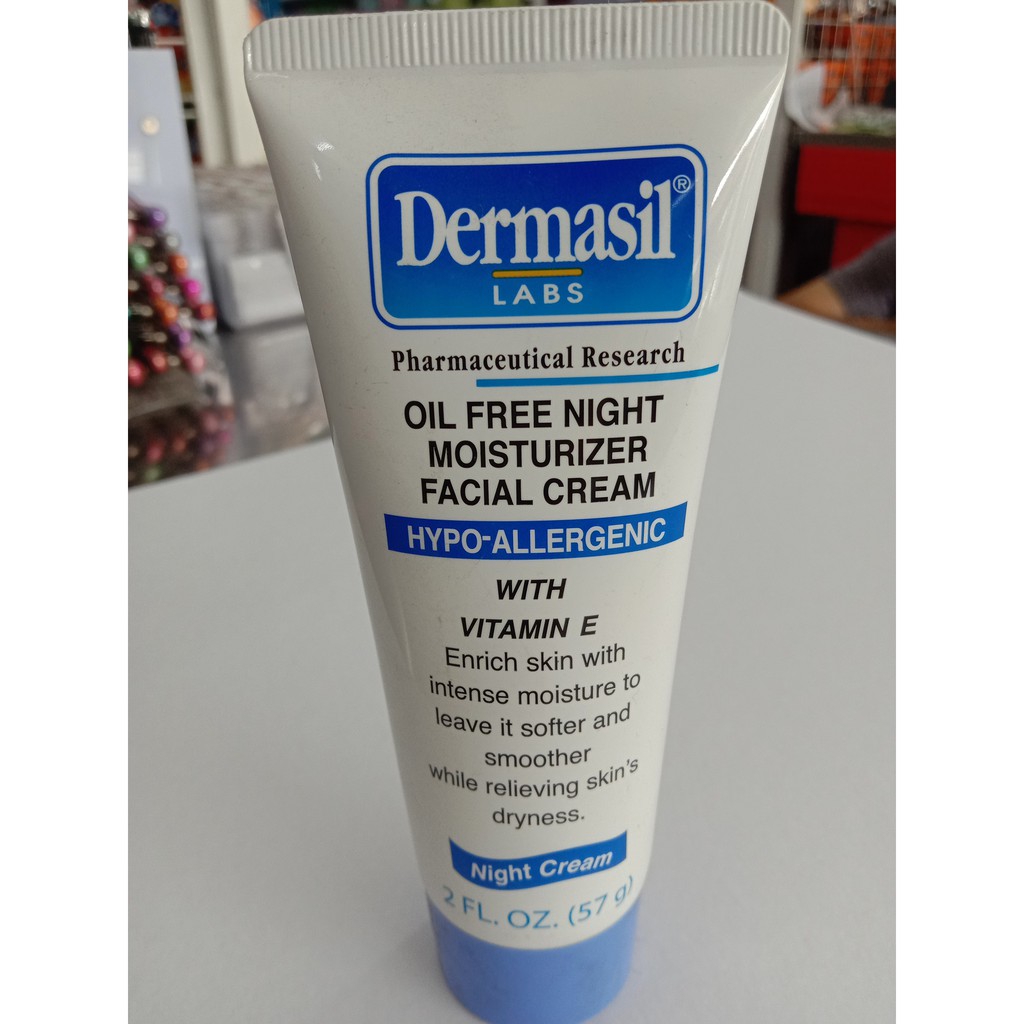 Dermasil®
LABS
Pharmaceutical Research
OIL FREE NIGHT
MOISTURIZER
FACIAL CREAM
HYPO-ALLERGENIC
WITH
VITAMIN E
Enrich skin with
intense moisture to
leave it softer and
smoother
while relieving skin's
dryness.
Night Cream
2 FL. OZ. (57 g)